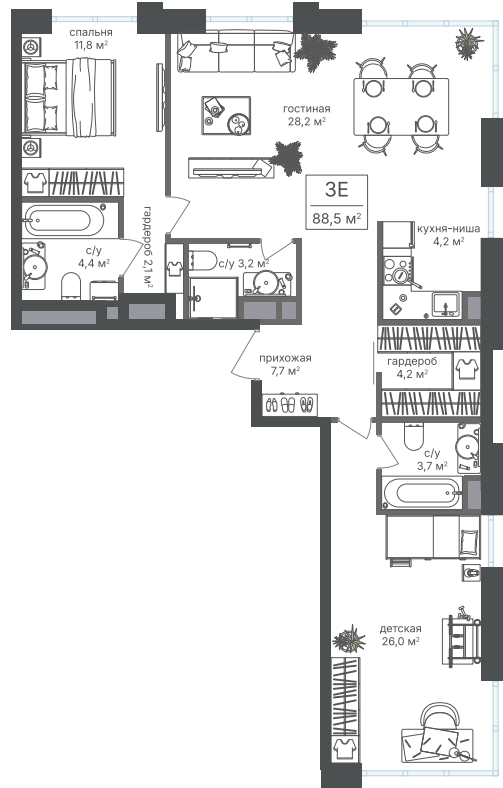 спальня
11,8 м²
гостиная
28,2 м²
3Е
88,5 м²
кухня-ниша
4,2 м²
гардероб 2,1 м²
с/у
4,4 м²
с/у 3,2 м²
прихожая
7,7 м²
гардероб
4,2 м²
с/у
3,7 м²
детская
26,0 м²